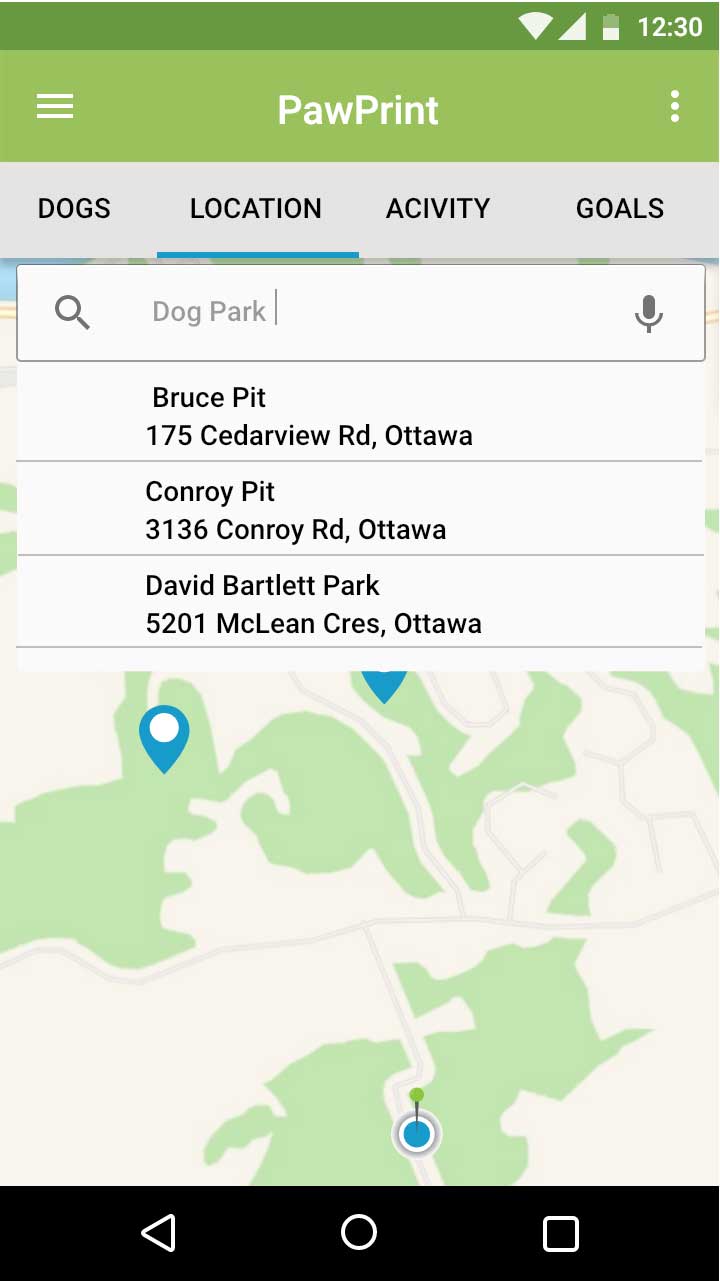 12:30
PawPrint
DOGS LOCATION ACIVITY GOALS
Dog Park
Bruce Pit
175 Cedarview Rd, Ottawa
Conroy Pit
3136 Conroy Rd, Ottawa
David Bartlett Park
5201 McLean Cres, Ottawa